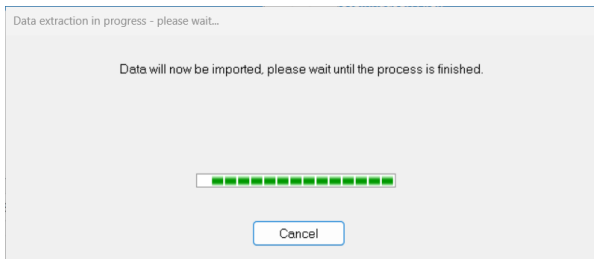 Data extraction in progress - please wait...
Data will now be imported, please wait until the process is finished.
Cancel